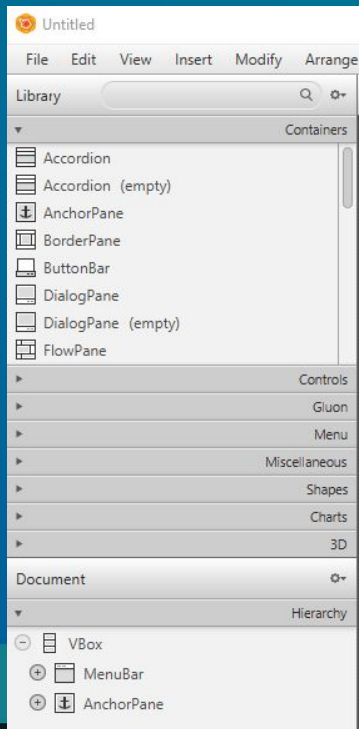 Untitled
File Edit View Insert Modify Arrange
Library
Containers
Accordion
Accordion (empty)
AnchorPane
BorderPane
ButtonBar
DialogPane
DialogPane (empty)
FlowPane
Controls
Gluon
Menu
Miscellaneous
Shapes
Charts
3D
Document
Hierarchy
VBox
MenuBar
AnchorPane